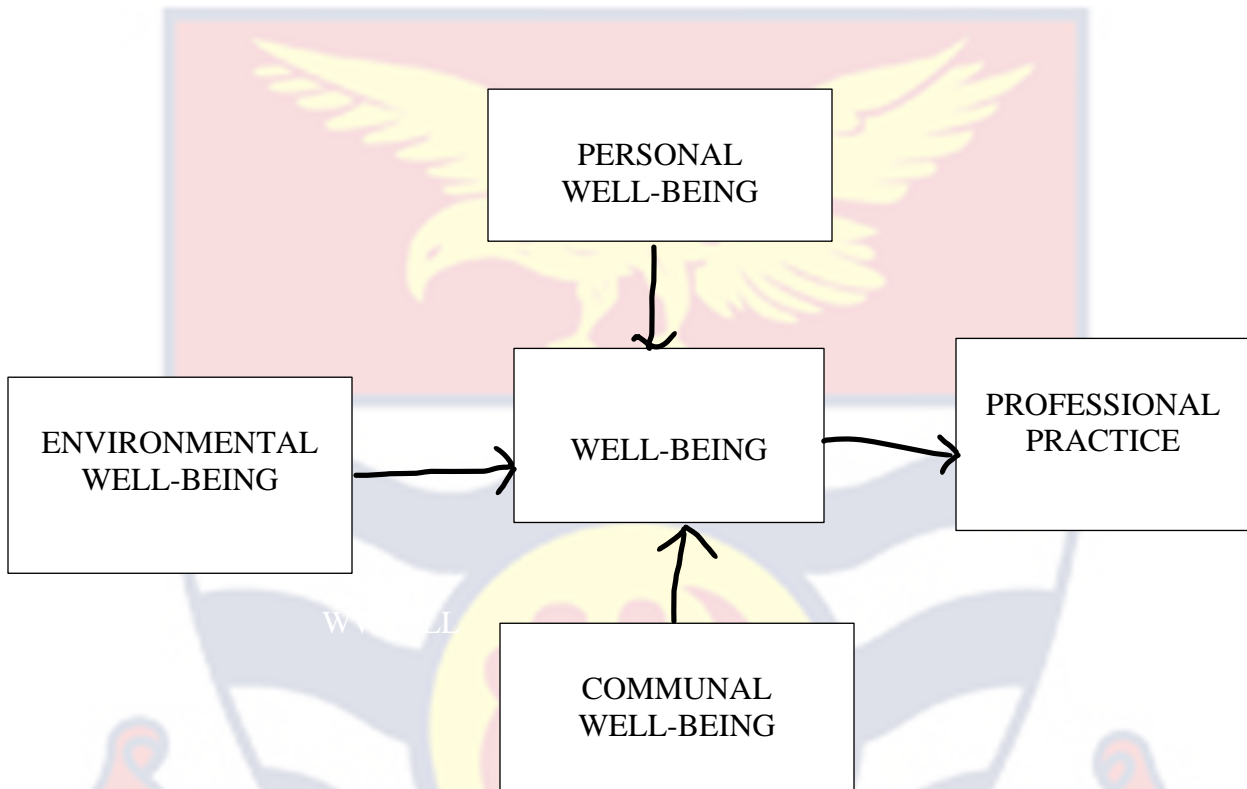 PERSONAL
WELL-BEING
ENVIRONMENTAL
WELL-BEING
WELL-BEING
PROFESSIONAL
PRACTICE
COMMUNAL
WELL-BEING